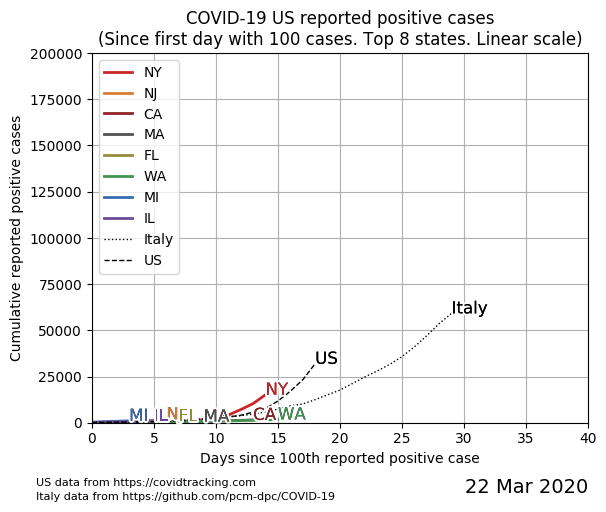 COVID-19 US reported positive cases
(Since first day with 100 cases. Top 8 states. Linear scale)
200000
175000
150000
125000
100000
75000
50000
25000
0
Cumulative reported positive cases
NY
NJ
CA
MA
FL
WA
MI
IL
Italy
US
Italy
US
NY
MI
IL
NJ
FL
MA
CA
WA
0 5 10 15 20 25 30 35 40
Days since 100th reported positive case
US data from https://covidtracking.com
Italy data from https://github.com/pcm-dpc/COVID-19
22 Mar 2020